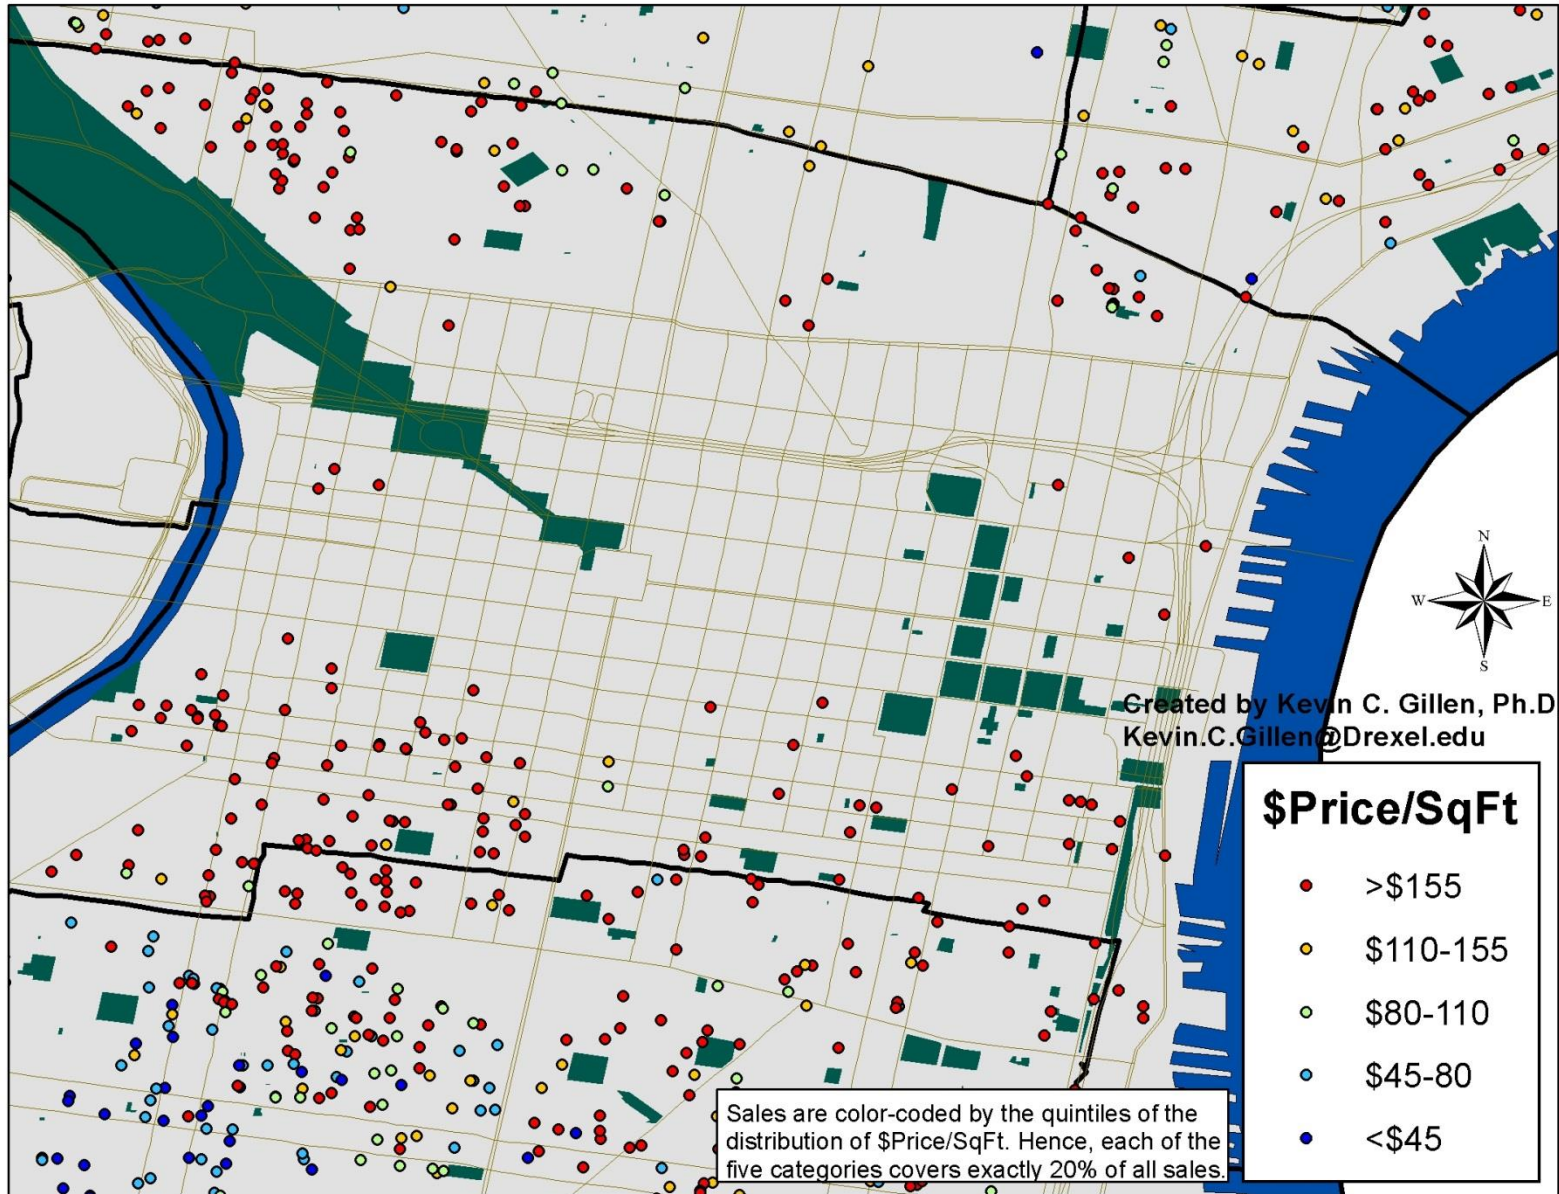 N
W E
S
Created by Kevin C. Gillen, Ph.D
Kevin.C.Gillen@Drexel.edu
$Price/SqFt
>$155
$110-155
$80-110
$45-80
<$45
Sales are color-coded by the quintiles of the
distribution of $Price/SqFt. Hence, each of the
five categories covers exactly 20% of all sales.